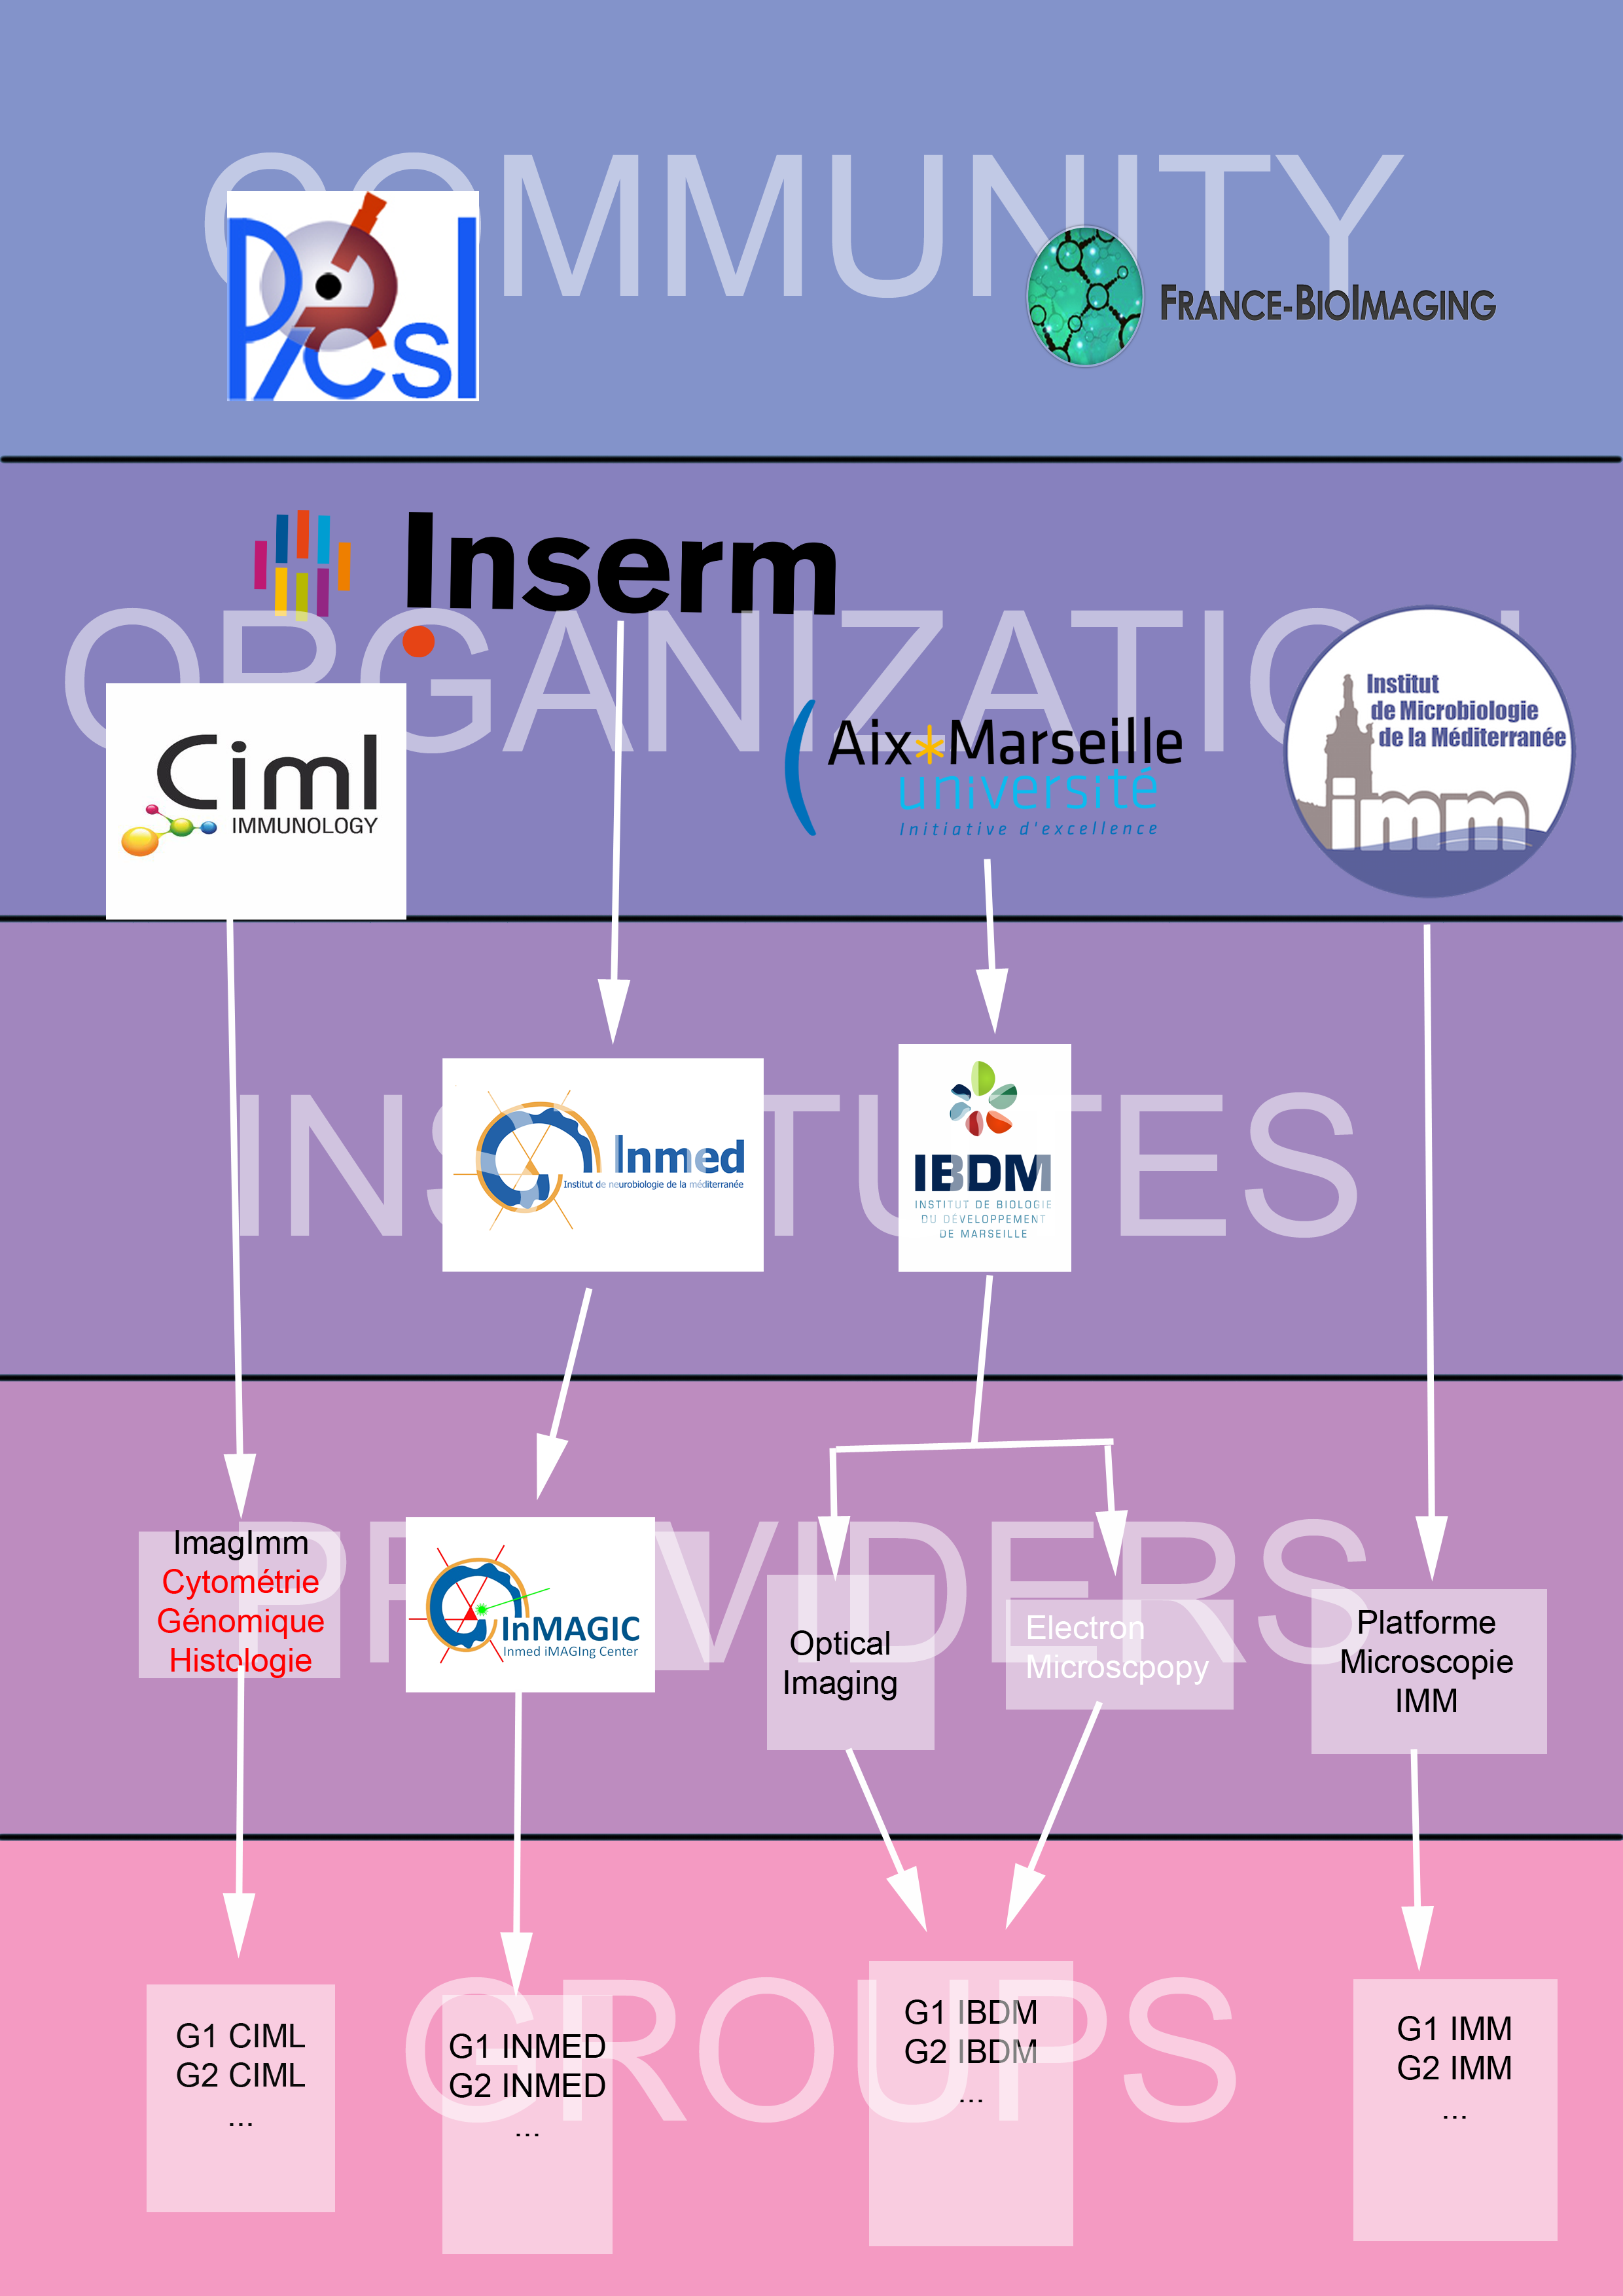 COMMUNITY
PICsL
FRANCE-BIOIMAGING
Inserm
ORGANIZATION
Ciml
IMMUNOLOGY
Aix*Marseille
université
Initiative d'excellence
Institut
de Microbiologie
de la Méditerranée
imm
INSTITUTES
Inmed
Institut de neurobiologie de la méditerranée
IBDM
INSTITUT DE BIOLOGIE
DU DÉVELOPPEMENT
DE MARSEILLE
PROVIDERS
ImagImm
Cytométrie
Génomique
Histologie
InMAGIC
Inmed iMAGIng Center
Optical
Imaging
Electron
Microscpopy
Platforme
Microscopie
IMM
GROUPS
G1 CIML
G2 CIML
...
G1 INMED
G2 INMED
...
G1 IBDM
G2 IBDM
...
G1 IMM
G2 IMM
...